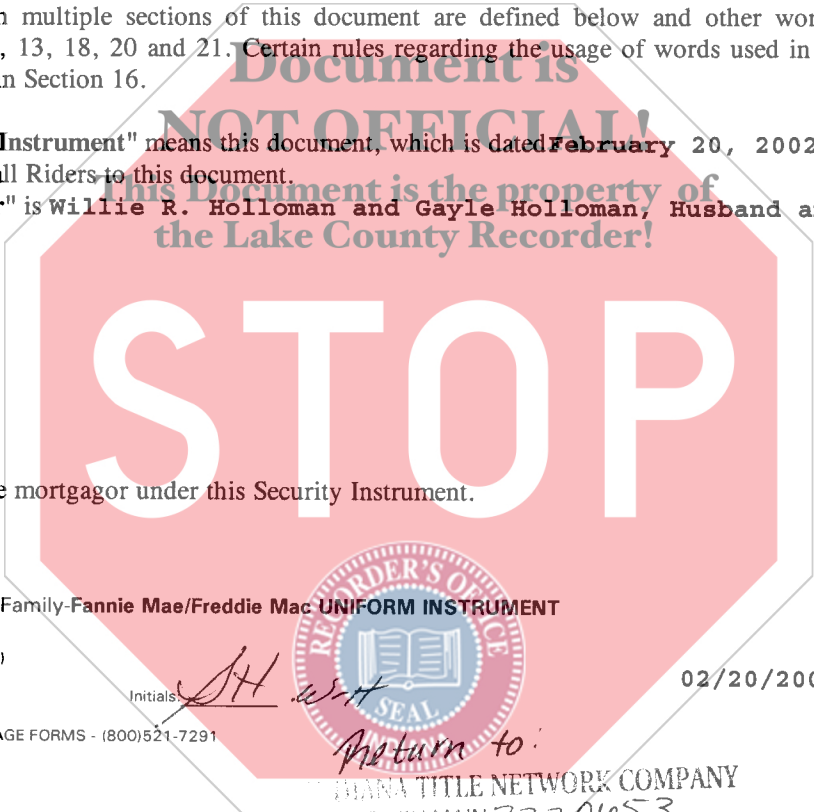 n multiple sections of this document are defined below and other wor
, 13, 18, 20 and 21. Certain rules regarding the usage of words used in
n Section 16.
Document is
NOT OFFICIAL!
Instrument" means this document, which is dated February 20, 2002
all Riders to this document.
This Document is the property of
" is Willie R. Holloman and Gayle Holloman, Husband a
the Lake County Recorder!
STOP
e mortgagor under this Security Instrument.
RECORDER'S OFFICE
Family-Fannie Mae/Freddie Mac UNIFORM INSTRUMENT
)
02/20/200
Initials: GH W-H
SEAL
INDIANA
AGE FORMS - (800)521-7291
Return to:
DIANA TITLE NETWORK COMPANY